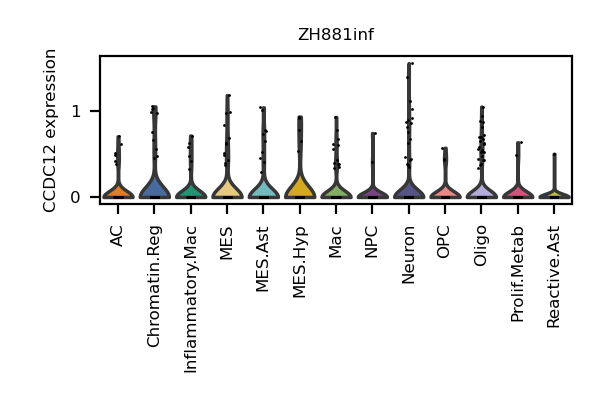 ZH881inf
CCDC12 expression
1
0
AC
Chromatin.Reg
Inflammatory.Mac
MES
MES.Ast
MES.Hyp
Mac
NPC
Neuron
OPC
Oligo
Prolif.Metab
Reactive.Ast